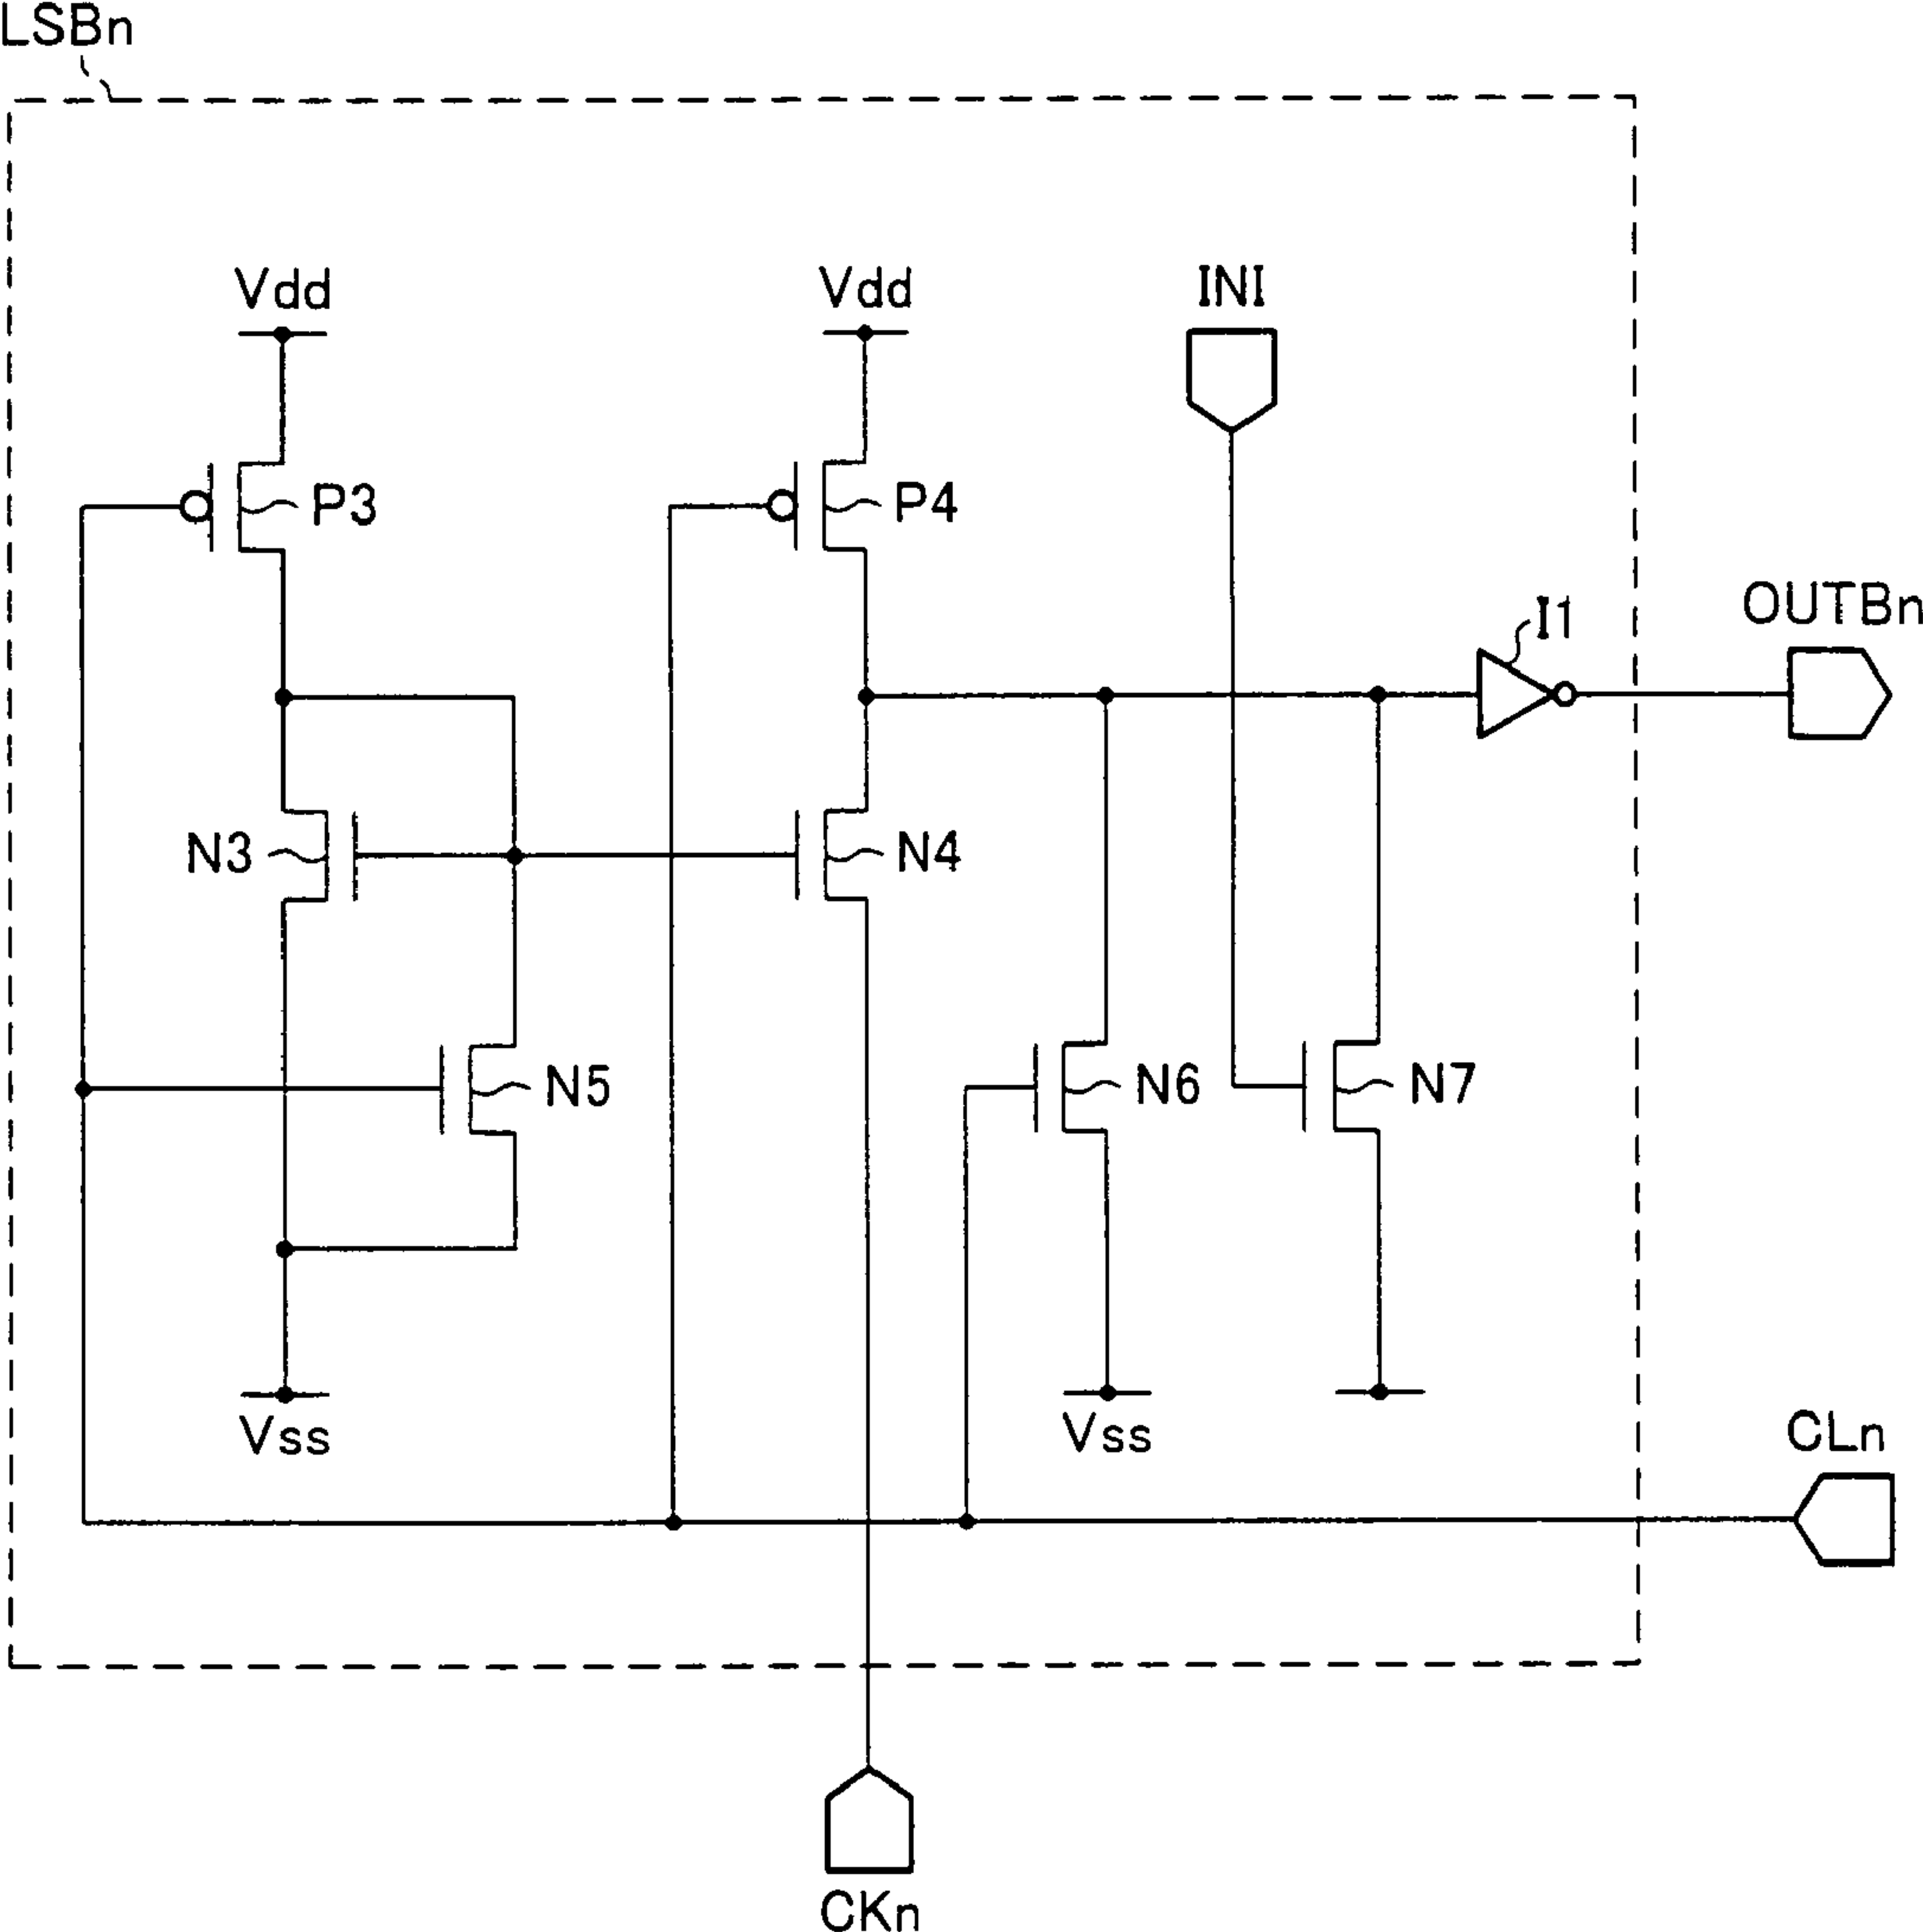 LSBn
Vdd
Vdd
INI
P3
P4
I1
OUTBn
N3
N4
N5
N6
N7
Vss
Vss
CLn
CKn